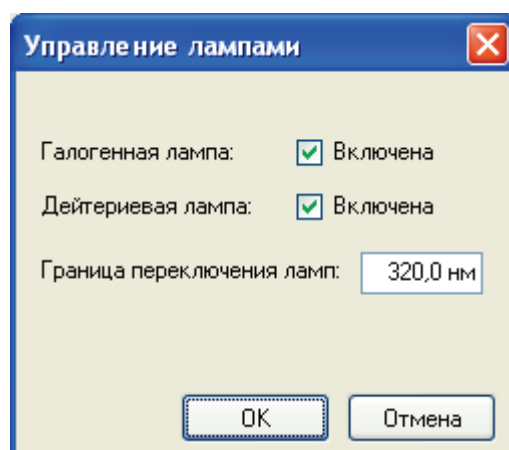 Управление лампами
Галогенная лампа: Включена
Дейтериевая лампа: Включена
Граница переключения ламп: 320,0 нм
OK Отмена